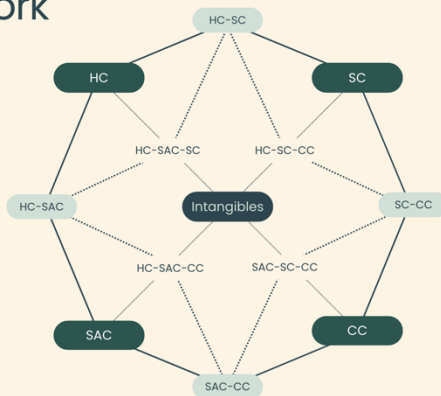 ork
HC-SC
HC
SC
HC-SAC-SC
HC-SC-CC
HC-SAC
Intangibles
SC-CC
HC-SAC-CC
SAC-SC-CC
SAC
CC
SAC-CC